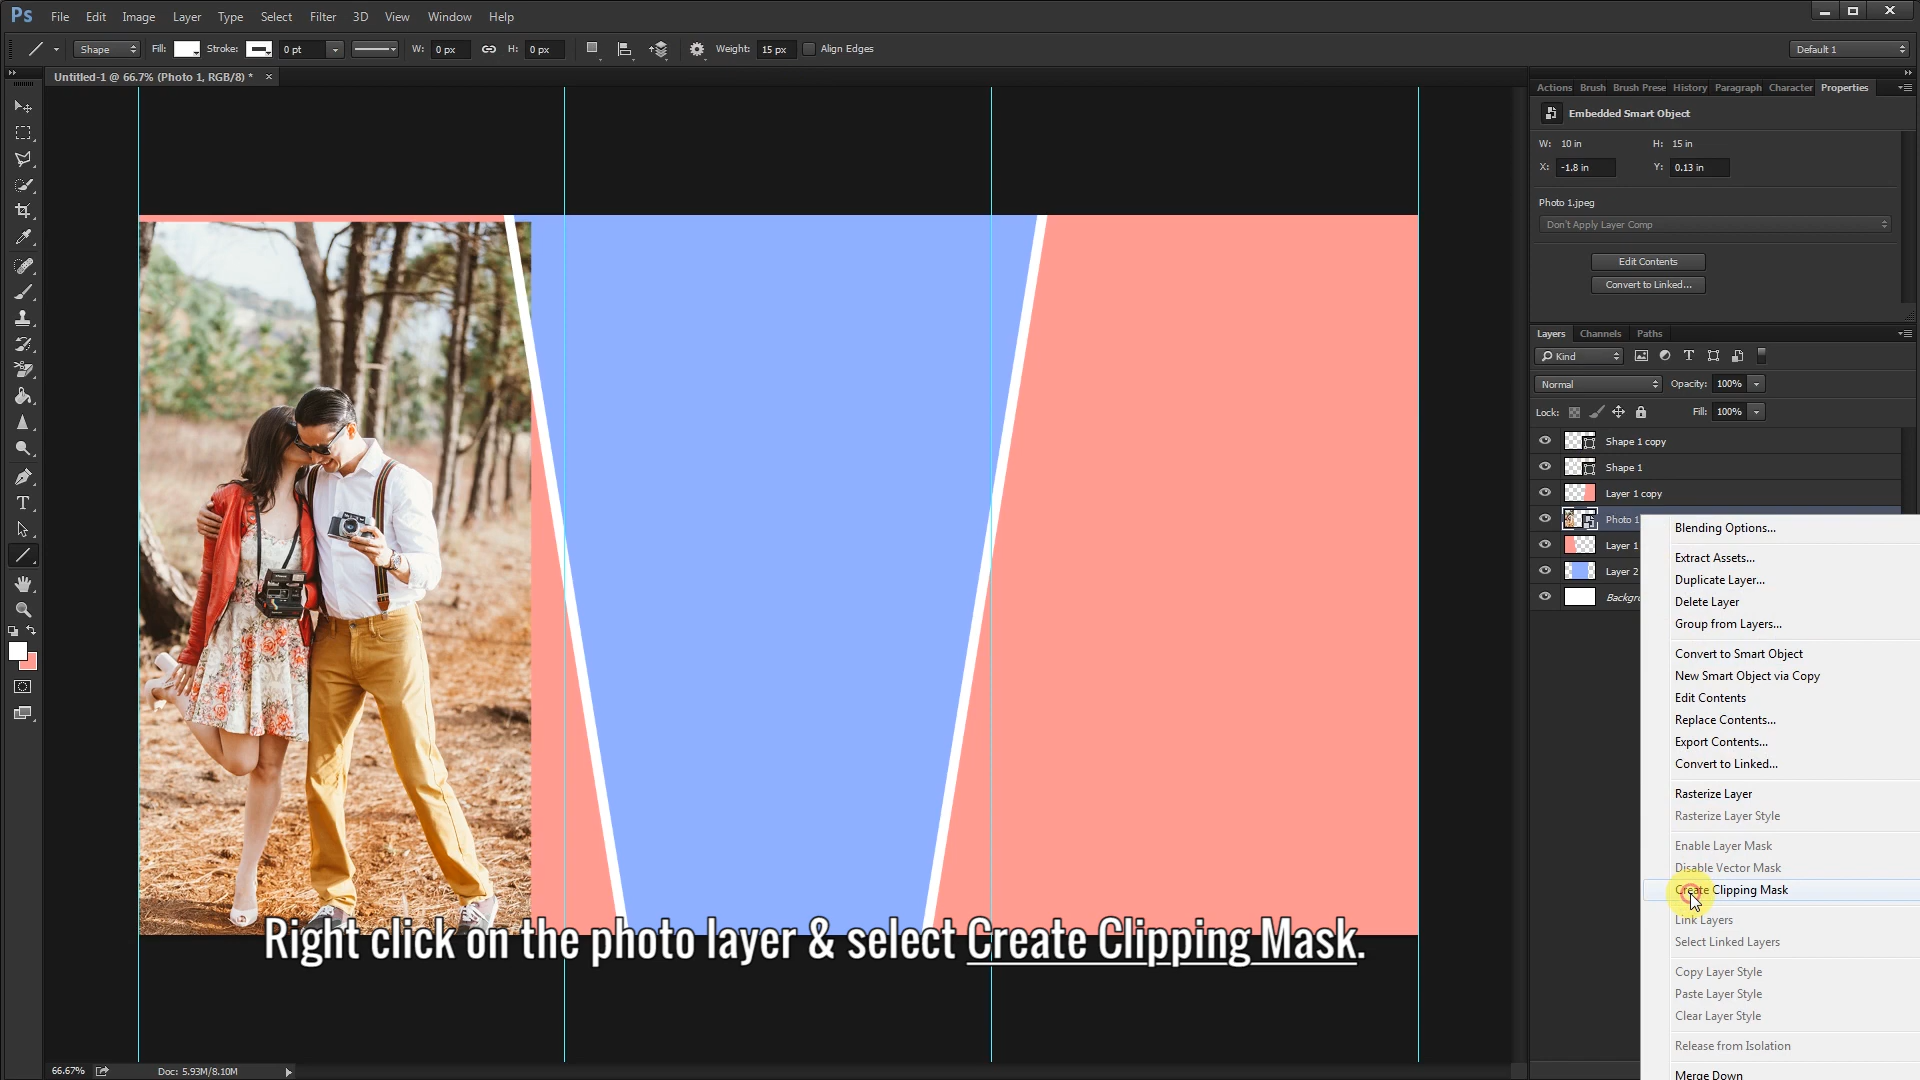 Ps File Edit Image Layer Type Select Filter 3D View Window Help
Shape Fill: Stroke: 0 pt W: 0 px H: 0 px Weight: 15 px Align Edges Default 1
Untitled-1 @ 66.7% (Photo 1, RGB/8) * ×
Actions Brush Brush Prese History Paragraph Character Properties
Embedded Smart Object
W: 10 in H: 15 in
X: -1.8 in Y: 0.13 in
Photo 1.jpeg
Don't Apply Layer Comp
Edit Contents
Convert to Linked...
Layers Channels Paths
Kind
Normal Opacity: 100%
Lock: Fill: 100%
Shape 1 copy
Shape 1
Layer 1 copy
Photo 1
Layer 1
Layer 2
Backgro
Blending Options...
Extract Assets...
Duplicate Layer...
Delete Layer
Group from Layers...
Convert to Smart Object
New Smart Object via Copy
Edit Contents
Replace Contents...
Export Contents...
Convert to Linked...
Rasterize Layer
Rasterize Layer Style
Enable Layer Mask
Disable Vector Mask
Create Clipping Mask
Link Layers
Select Linked Layers
Copy Layer Style
Paste Layer Style
Clear Layer Style
Release from Isolation
Merge Down
Right click on the photo layer & select Create Clipping Mask.
66.67% Doc: 5.93M/8.10M